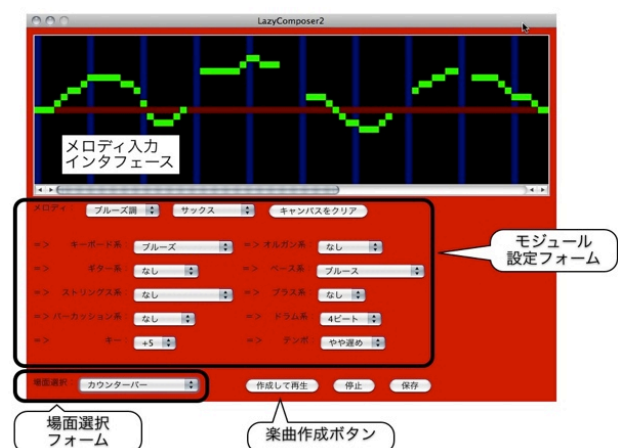 LazyComposer2
メロディ入力
インタフェース
メロディ： ブルーズ調 サックス キャンバスをクリア
=> キーボード系： ブルーズ => オルガン系： なし
=> ギター系： なし => ベース系： ブルース
=> ストリングス系： なし => ブラス系： なし
=> パーカッション系： なし => ドラム系： 4ビート
=> キー： +5 => テンポ： やや遅め
モジュール
設定フォーム
場面選択： カウンターバー 作成して再生 停止 保存
場面選択
フォーム
楽曲作成ボタン